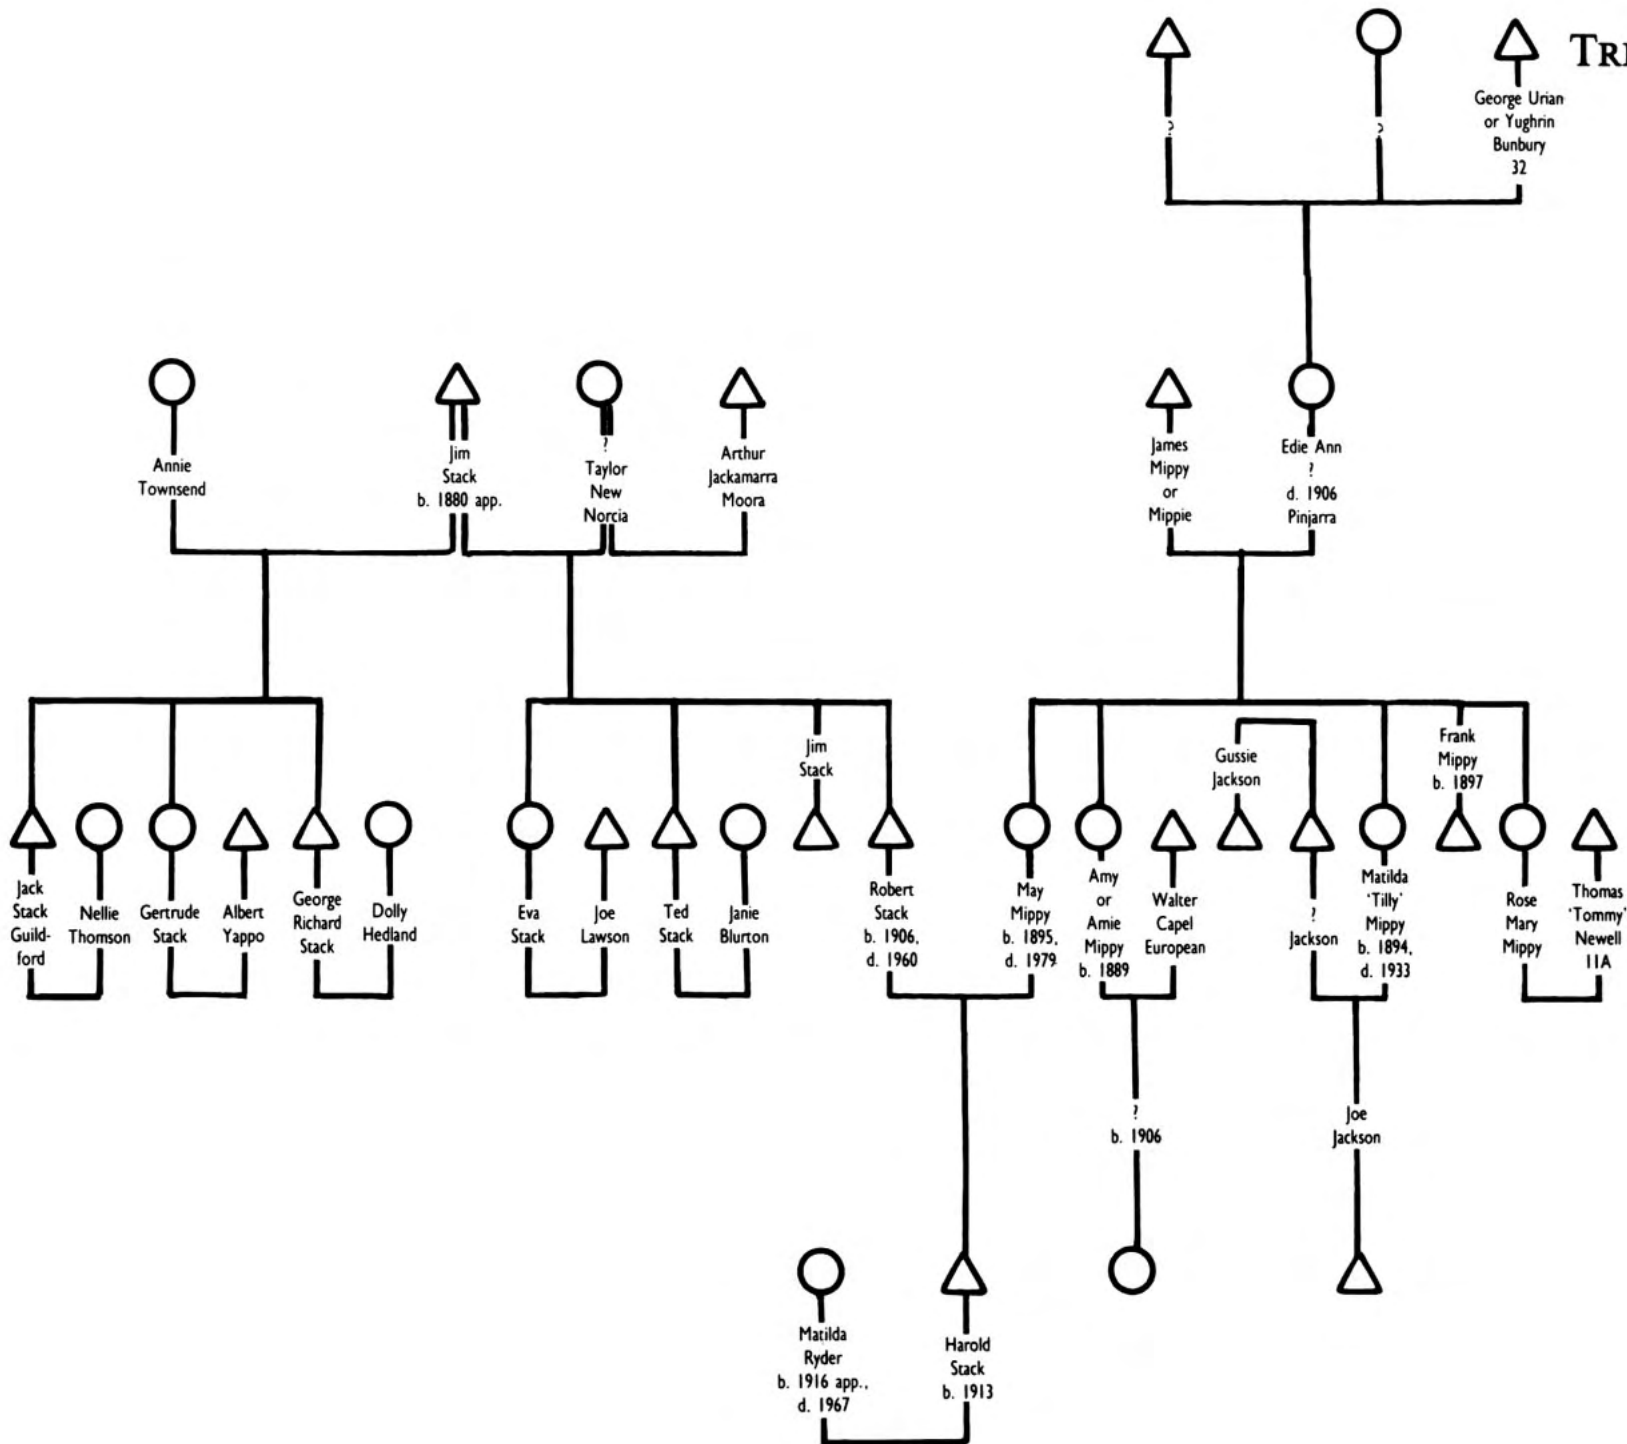 TRE
?
?
George Urian
or Yughrin
Bunbury
32
Annie
Townsend
Jim
Stack
b. 1880 app.
?
Taylor
New
Norcia
Arthur
Jackamarra
Moora
James
Mippy
or
Mippie
Edie Ann
?
d. 1906
Pinjarra
Jack
Stack
Guild-
ford
Nellie
Thomson
Gertrude
Stack
Albert
Yappo
George
Richard
Stack
Dolly
Hedland
Eva
Stack
Joe
Lawson
Ted
Stack
Janie
Blurton
Jim
Stack
Robert
Stack
b. 1906,
d. 1960
May
Mippy
b. 1895,
d. 1979
Amy
or
Amie
Mippy
b. 1889
Walter
Capel
European
Gussie
Jackson
?
Jackson
Matilda
'Tilly'
Mippy
b. 1894,
d. 1933
Frank
Mippy
b. 1897
Rose
Mary
Mippy
Thomas
'Tommy'
Newell
11A
?
b. 1906
Joe
Jackson
Matilda
Ryder
b. 1916 app.,
d. 1967
Harold
Stack
b. 1913